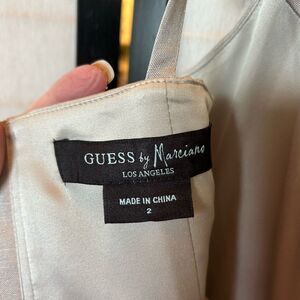 GUESS by Marciano
LOS ANGELES
MADE IN CHINA
2